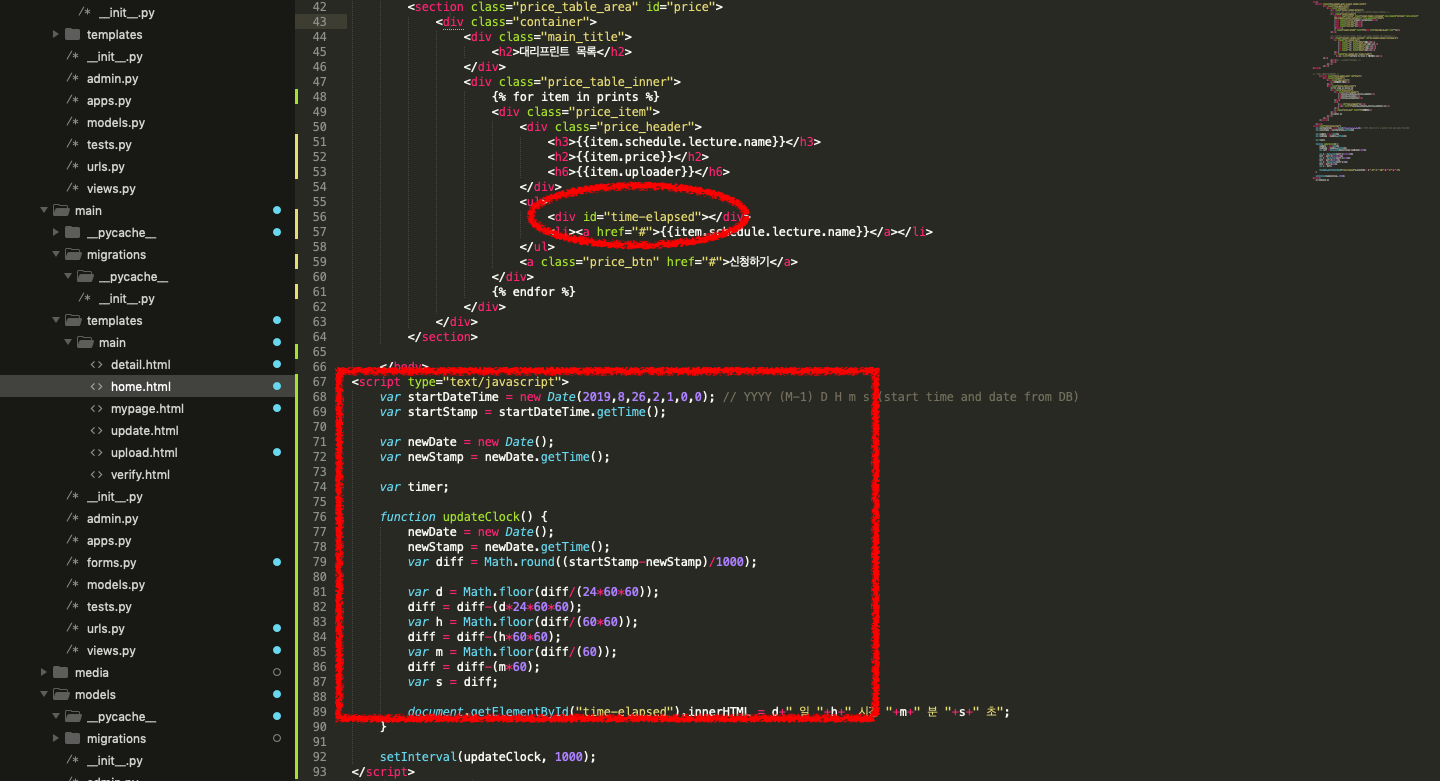 /* __init__.py
templates
/* __init__.py
/* admin.py
/* apps.py
/* models.py
/* tests.py
/* urls.py
/* views.py
main
__pycache__
migrations
__pycache__
/* __init__.py
templates
main
<> detail.html
<> home.html
<> mypage.html
<> update.html
<> upload.html
<> verify.html
/* __init__.py
/* admin.py
/* apps.py
/* forms.py
/* models.py
/* tests.py
/* urls.py
/* views.py
media
models
__pycache__
migrations
/* __init__.py
42 <section class="price_table_area" id="price">
43 <div class="container">
44 <div class="main_title">
45 <h2>대리프린트 목록</h2>
46 </div>
47 <div class="price_table_inner">
48 {% for item in prints %}
49 <div class="price_item">
50 <div class="price_header">
51 <h3>{{item.schedule.lecture.name}}</h3>
52 <h2>{{item.price}}</h2>
53 <h6>{{item.uploader}}</h6>
54 </div>
55 <ul>
56 <div id="time-elapsed"></div>
57 <li><a href="#">{{item.schedule.lecture.name}}</a></li>
58 </ul>
59 <a class="price_btn" href="#">신청하기</a>
60 </div>
61 {% endfor %}
62 </div>
63 </div>
64 </section>
65
66 </body>
67 <script type="text/javascript">
68 var startDateTime = new Date(2019,8,26,2,1,0,0); // YYYY (M-1) D H m s (start time and date from DB)
69 var startStamp = startDateTime.getTime();
70
71 var newDate = new Date();
72 var newStamp = newDate.getTime();
73
74 var timer;
75
76 function updateClock() {
77 newDate = new Date();
78 newStamp = newDate.getTime();
79 var diff = Math.round((startStamp-newStamp)/1000);
80
81 var d = Math.floor(diff/(24*60*60));
82 diff = diff-(d*24*60*60);
83 var h = Math.floor(diff/(60*60));
84 diff = diff-(h*60*60);
85 var m = Math.floor(diff/(60));
86 diff = diff-(m*60);
87 var s = diff;
88
89 document.getElementById("time-elapsed").innerHTML = d+" 일 "+h+" 시간 "+m+" 분 "+s+" 초";
90 }
91
92 setInterval(updateClock, 1000);
93 </script>